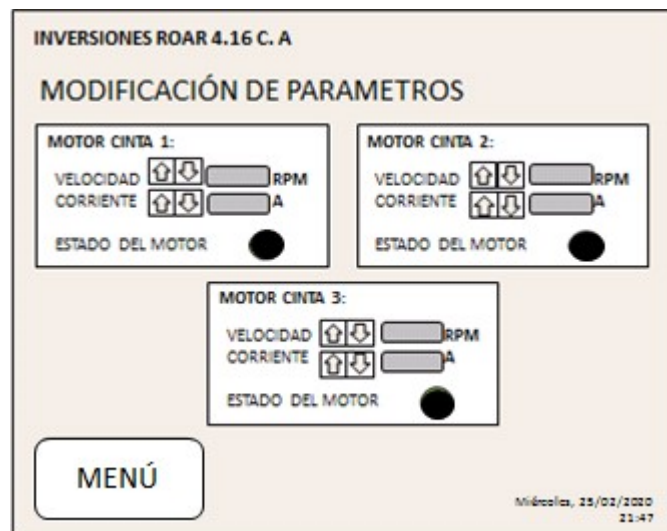 INVERSIONES ROAR 4.16 C. A
MODIFICACIÓN DE PARAMETROS
MOTOR CINTA 1:
VELOCIDAD RPM
CORRIENTE A
ESTADO DEL MOTOR
MOTOR CINTA 2:
VELOCIDAD RPM
CORRIENTE A
ESTADO DEL MOTOR
MOTOR CINTA 3:
VELOCIDAD RPM
CORRIENTE A
ESTADO DEL MOTOR
MENÚ
Miércoles, 25/02/2020
21:47